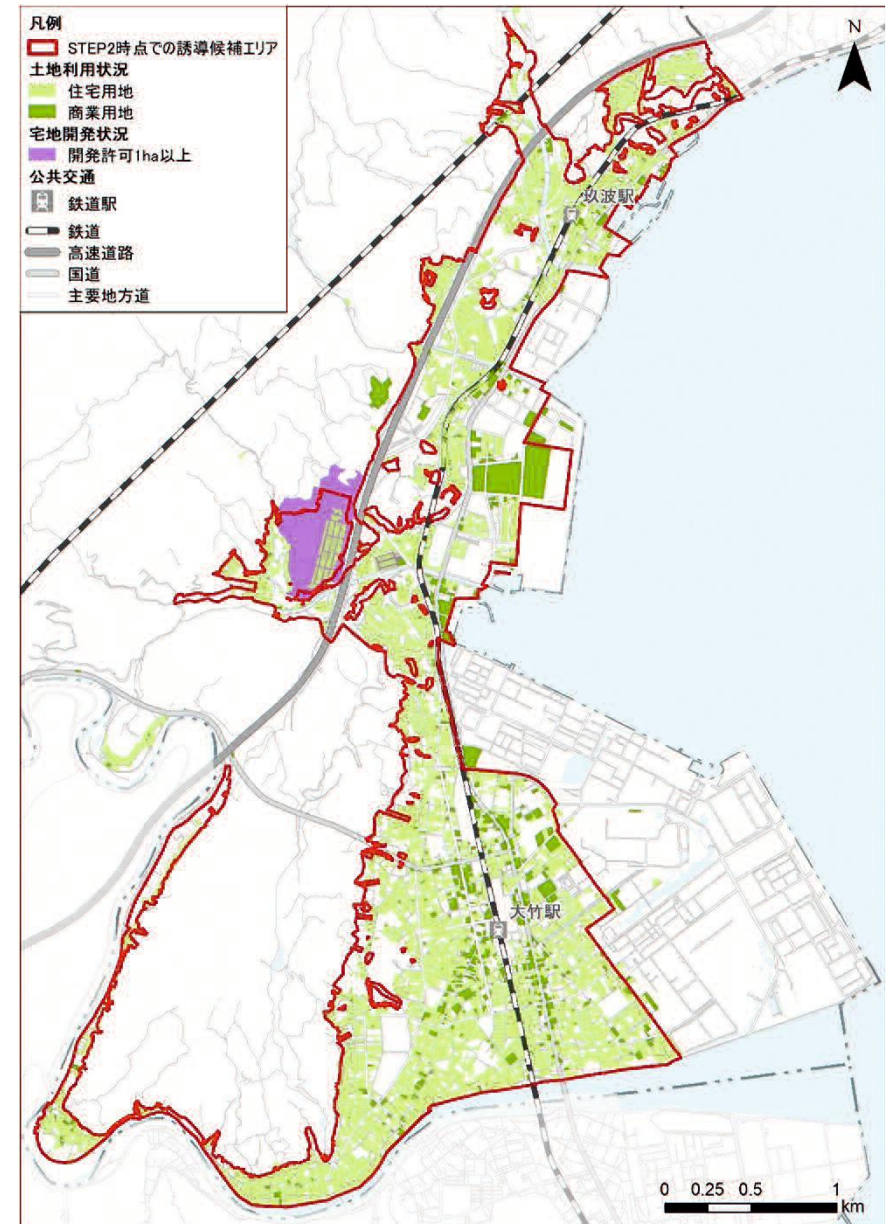 凡例
STEP2時点での誘導候補エリア
土地利用状況
住宅用地
商業用地
宅地開発状況
開発許可1ha以上
公共交通
鉄道駅
鉄道
高速道路
国道
主要地方道
N
玖波駅
大竹駅
0 0.25 0.5 1
km